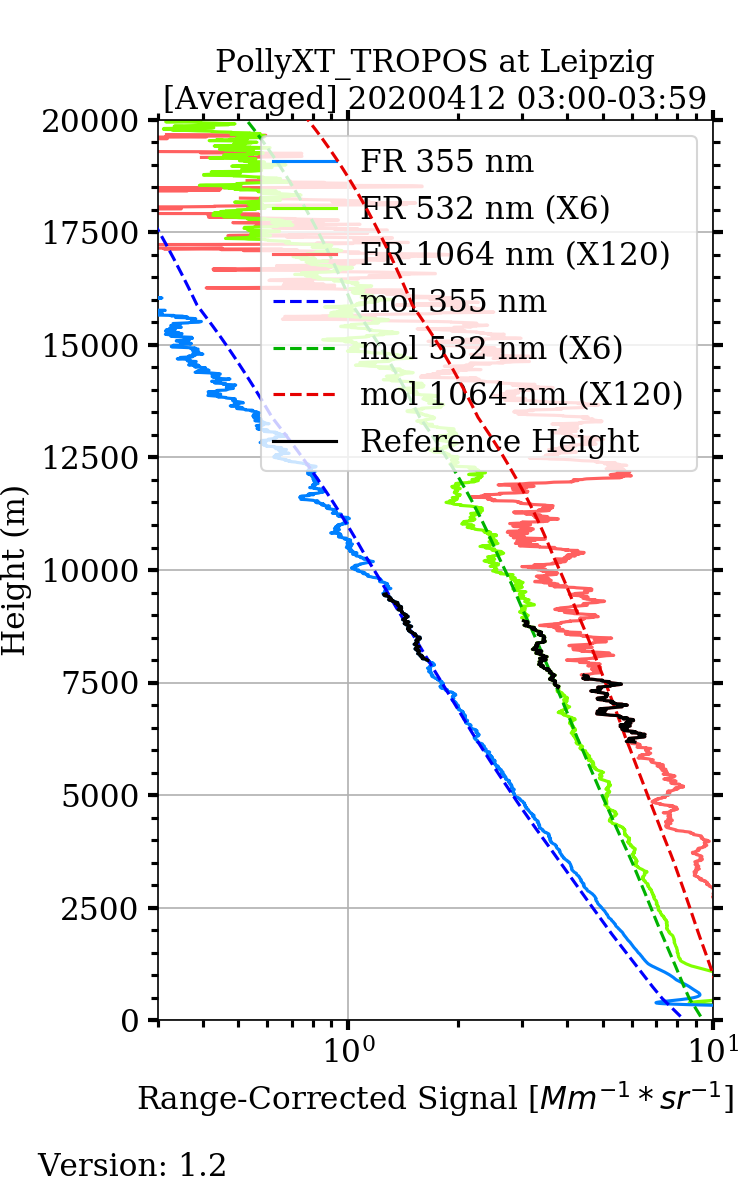 PollyXT_TROPOS at Leipzig
[Averaged] 20200412 03:00-03:59
FR 355 nm
FR 532 nm (X6)
FR 1064 nm (X120)
mol 355 nm
mol 532 nm (X6)
mol 1064 nm (X120)
Reference Height
Height (m)
20000
17500
15000
12500
10000
7500
5000
2500
0
10⁰ 10¹
Range-Corrected Signal [Mm⁻¹ * sr⁻¹]
Version: 1.2